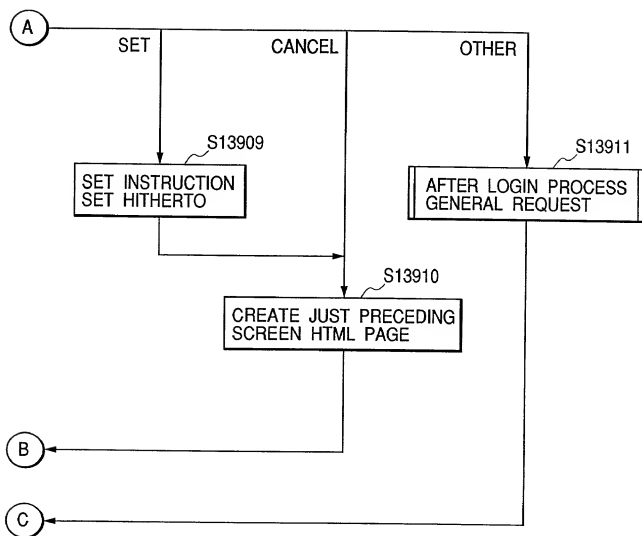 A
SET
CANCEL
OTHER
S13909
S13911
SET INSTRUCTION
SET HITHERTO
AFTER LOGIN PROCESS
GENERAL REQUEST
S13910
CREATE JUST PRECEDING
SCREEN HTML PAGE
B
C